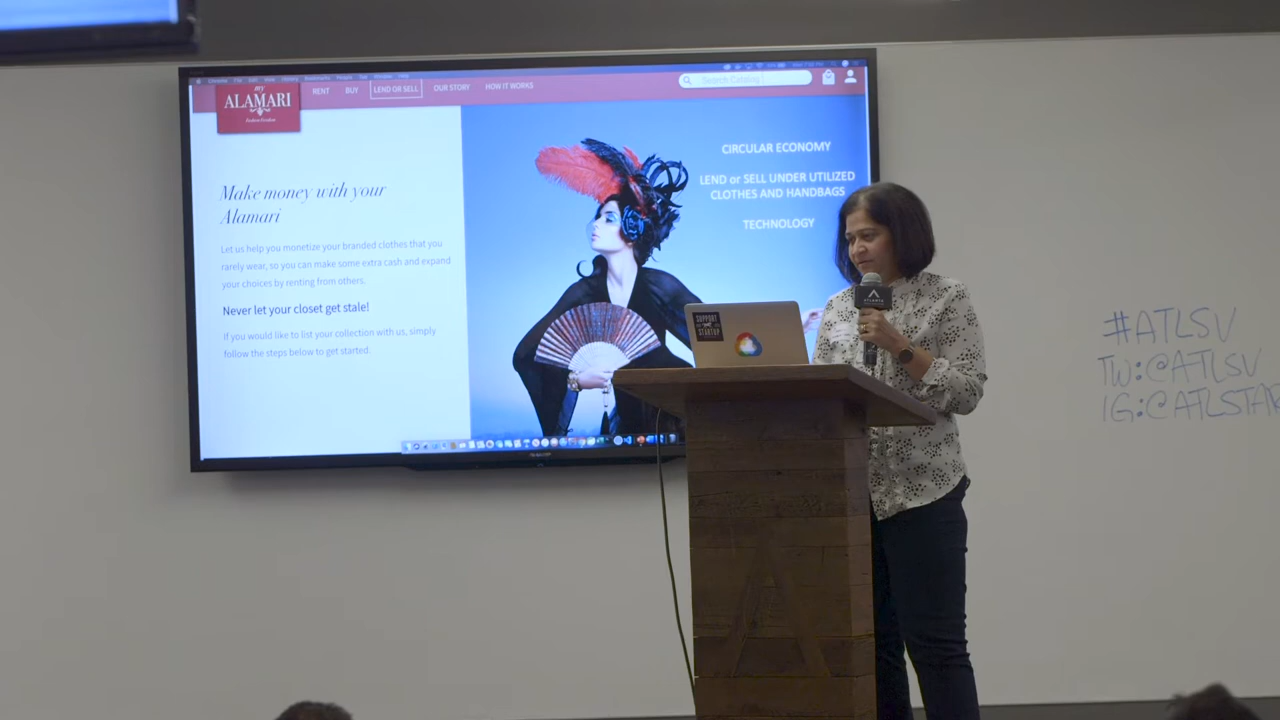 my
ALAMARI
RENT
BUY
LEND OR SELL
OUR STORY
HOW IT WORKS
Search Catalog
Make money with your
Alamari
Let us help you monetize your branded clothes that you
rarely wear, so you can make some extra cash and expand
your choices by renting from others.
Never let your closet get stale!
If you would like to list your collection with us, simply
follow the steps below to get started.
CIRCULAR ECONOMY
LEND or SELL UNDER UTILIZED
CLOTHES AND HANDBAGS
TECHNOLOGY
SUPPORT
STARTUP
ATLANTA
#ATLSV
TW:@ATLSV
IG:@ATLSTAR